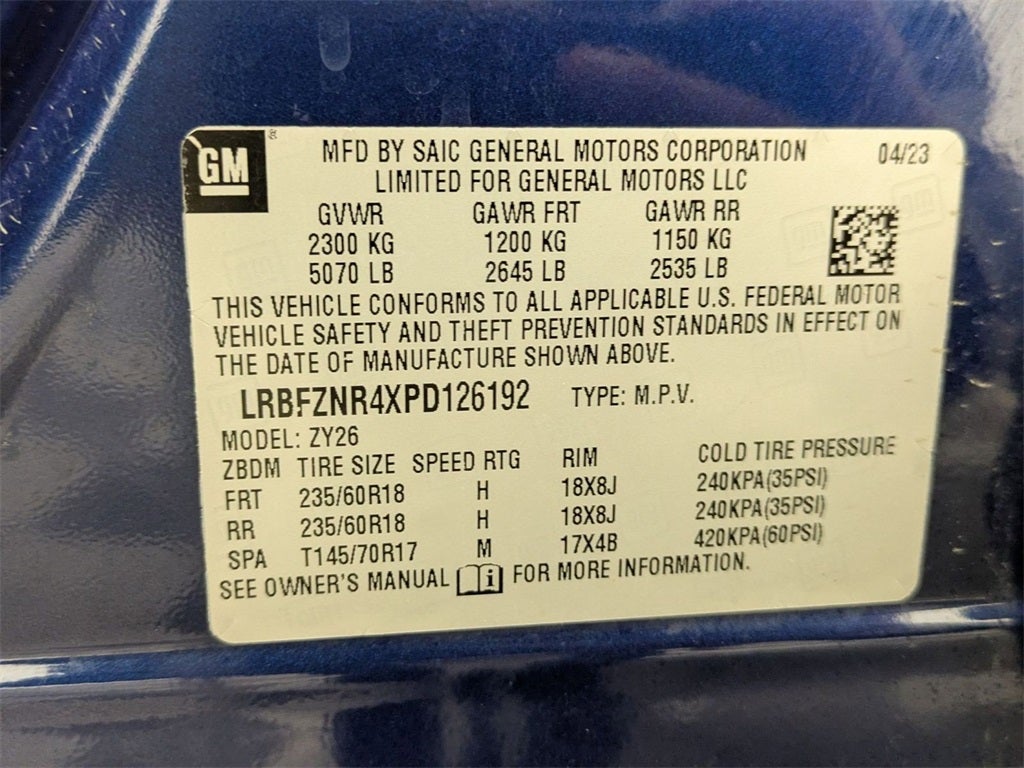 GM
MFD BY SAIC GENERAL MOTORS CORPORATION 04/23
LIMITED FOR GENERAL MOTORS LLC
GVWR GAWR FRT GAWR RR
2300 KG 1200 KG 1150 KG
5070 LB 2645 LB 2535 LB
THIS VEHICLE CONFORMS TO ALL APPLICABLE U.S. FEDERAL MOTOR
VEHICLE SAFETY AND THEFT PREVENTION STANDARDS IN EFFECT ON
THE DATE OF MANUFACTURE SHOWN ABOVE.
LRBFZNR4XPD126192 TYPE: M.P.V.
MODEL: ZY26
ZBDM TIRE SIZE SPEED RTG RIM COLD TIRE PRESSURE
FRT 235/60R18 H 18X8J 240KPA(35PSI)
RR 235/60R18 H 18X8J 240KPA(35PSI)
SPA T145/70R17 M 17X4B 420KPA(60PSI)
SEE OWNER'S MANUAL i FOR MORE INFORMATION.